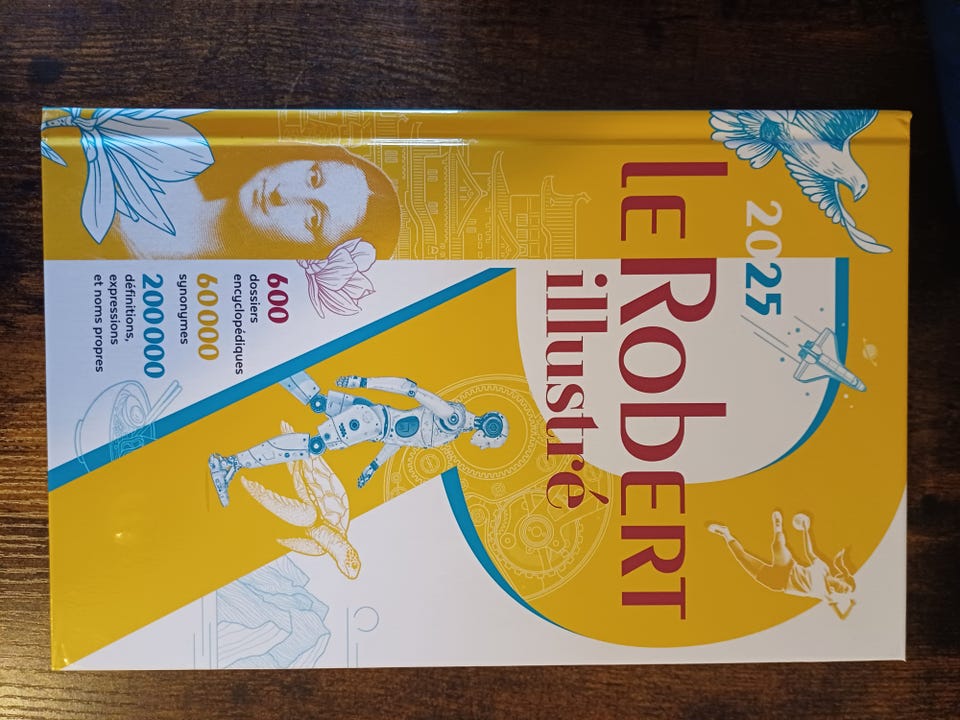 2025
LE ROBERT
illustré
600
dossiers
encyclopédiques
60 000
synonymes
200 000
définitions,
expressions
et noms propres